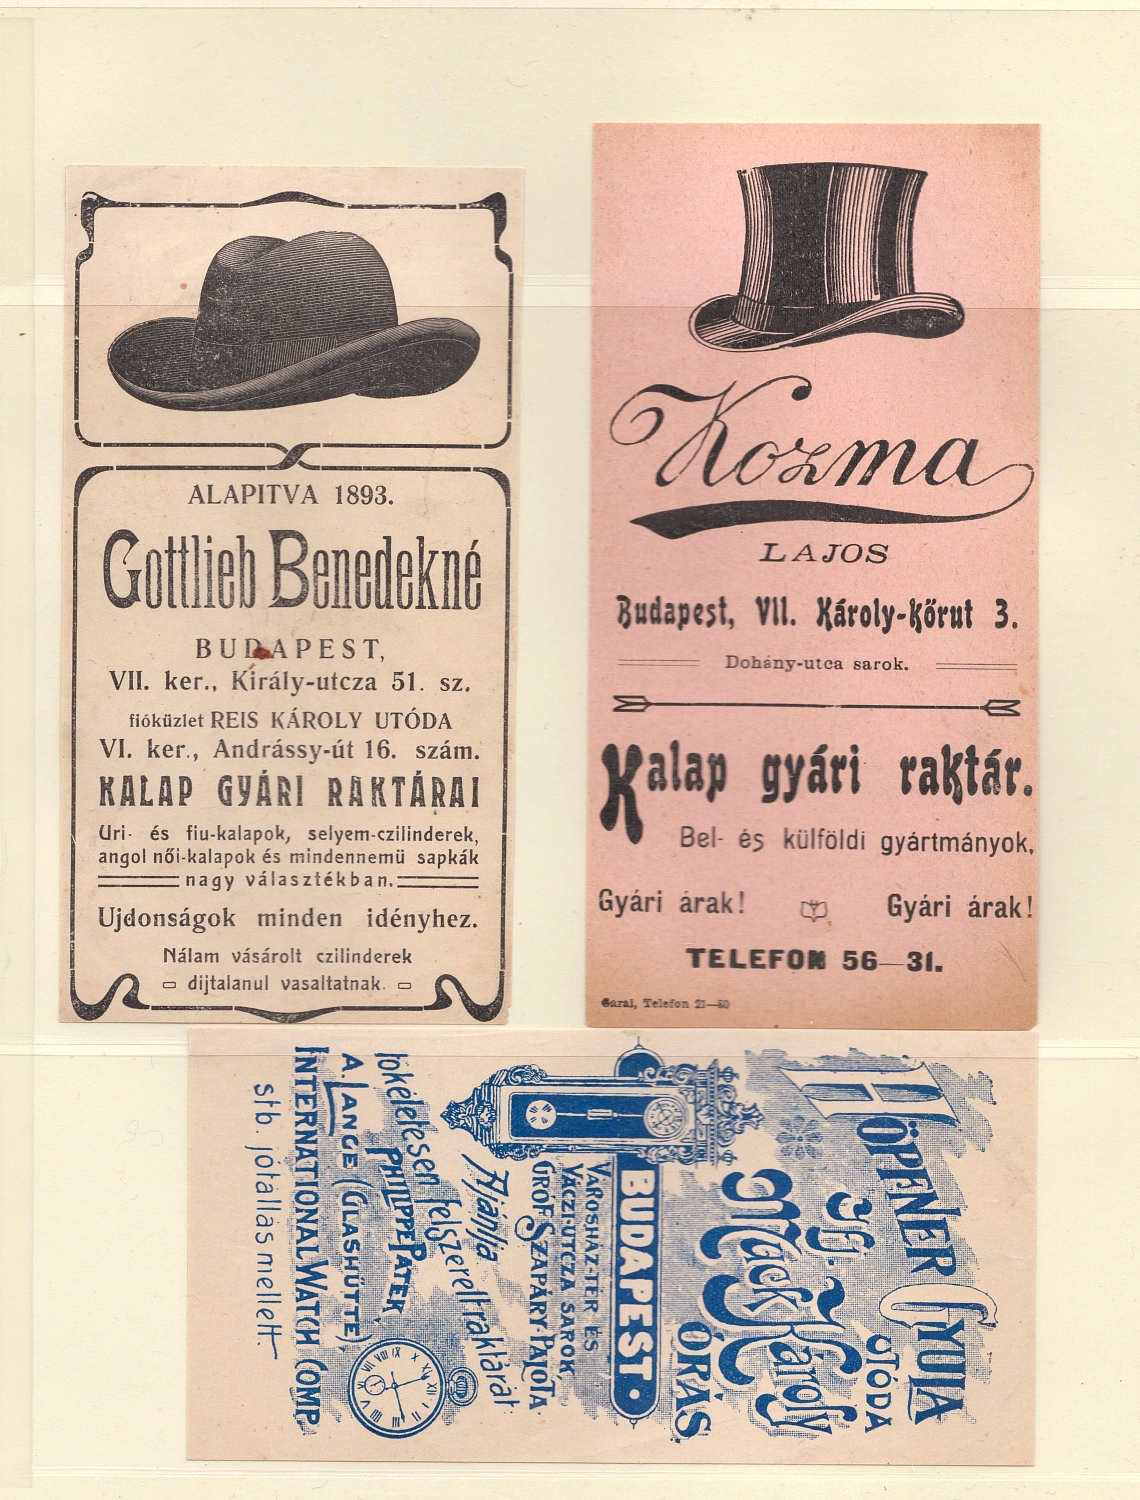 ALAPITVA 1893.
Gottlieb Benedekné
BUDAPEST,
VII. ker., Király-utcza 51. sz.
fióküzlet REIS KÁROLY UTÓDA
VI. ker., Andrássy-út 16. szám.
KALAP GYÁRI RAKTÁRAI
Uri- és fiu-kalapok, selyem-czilinderek,
angol női-kalapok és mindennemü sapkák
nagy választékban.
Ujdonságok minden idényhez.
Nálam vásárolt czilinderek
dijtalanul vasaltatnak.
Kozma
LAJOS
Budapest, VII. Károly-Körut 3.
Dohány-utca sarok.
Kalap gyári raktár.
Bel- és külföldi gyártmányok,
Gyári árak! Gyári árak!
TELEFON 56—31.
Garai, Telefon 21—60
HÖPFNER GYULA
UTÓDA
Ifj. Mack Károly
ÓRÁS
BUDAPEST
VÁROSHÁZ-TÉR ÉS
VÁCZI-UTCZA SAROK
GRÓF SZAPÁRY-PALOTA
Ajánlja
tökéletesen felszerelt raktárát.
PHILIPPE PATEK
A. LANGE (GLASHÜTTE)
INTERNATIONAL WATCH COMP.
stb. jótállás mellett